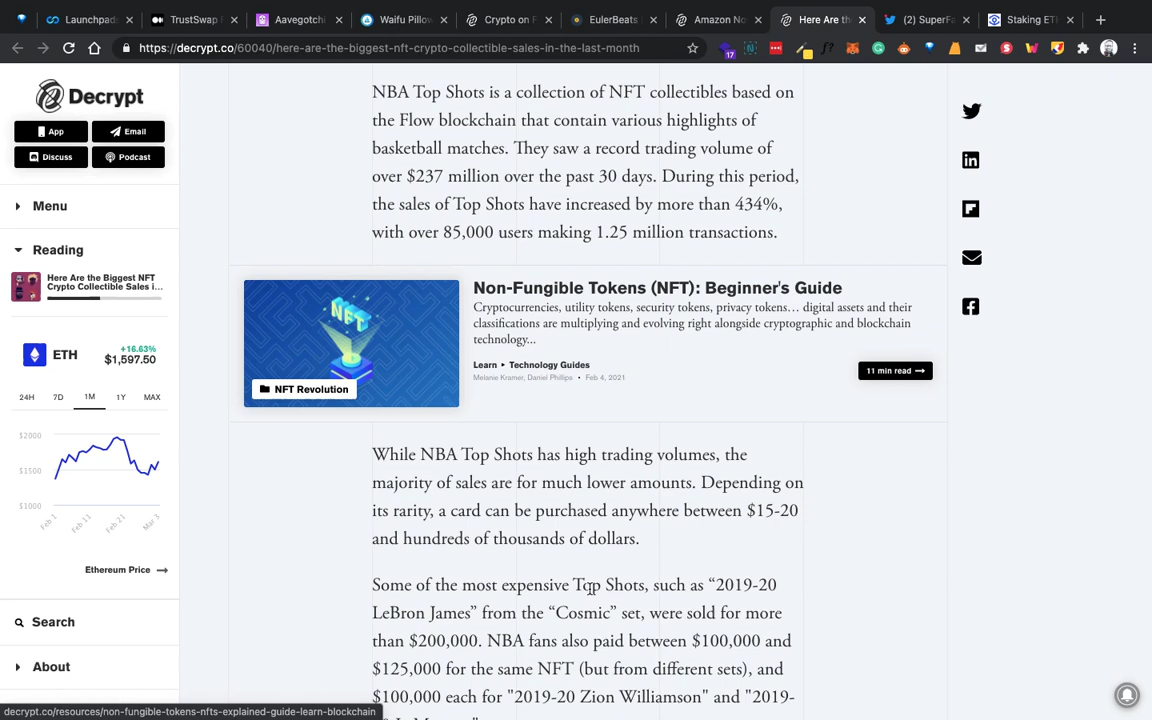 Launchpads
TrustSwap
Aavegotchi
Waifu Pillow
Crypto on F
EulerBeats
Amazon No
Here Are the
(2) SuperFa
Staking ET
https://decrypt.co/60040/here-are-the-biggest-nft-crypto-collectible-sales-in-the-last-month
17
Decrypt
App
Email
Discuss
Podcast
Menu
Reading
Here Are the Biggest NFT
Crypto Collectible Sales i...
ETH
+16.63%
$1,597.50
24H 7D 1M 1Y MAX
$2000
$1500
$1000
Feb 1 Feb 11 Feb 21 Mar 3
Ethereum Price
Search
About
NBA Top Shots is a collection of NFT collectibles based on
the Flow blockchain that contain various highlights of
basketball matches. They saw a record trading volume of
over $237 million over the past 30 days. During this period,
the sales of Top Shots have increased by more than 434%,
with over 85,000 users making 1.25 million transactions.
NFT
NFT Revolution
Non-Fungible Tokens (NFT): Beginner's Guide
Cryptocurrencies, utility tokens, security tokens, privacy tokens… digital assets and their
classifications are multiplying and evolving right alongside cryptographic and blockchain
technology...
Learn ▸ Technology Guides
Melanie Kramer, Daniel Phillips • Feb 4, 2021
11 min read
While NBA Top Shots has high trading volumes, the
majority of sales are for much lower amounts. Depending on
its rarity, a card can be purchased anywhere between $15-20
and hundreds of thousands of dollars.
Some of the most expensive Top Shots, such as “2019-20
LeBron James” from the “Cosmic” set, were sold for more
than $200,000. NBA fans also paid between $100,000 and
$125,000 for the same NFT (but from different sets), and
$100,000 each for "2019-20 Zion Williamson" and "2019-
decrypt.co/resources/non-fungible-tokens-nfts-explained-guide-learn-blockchain